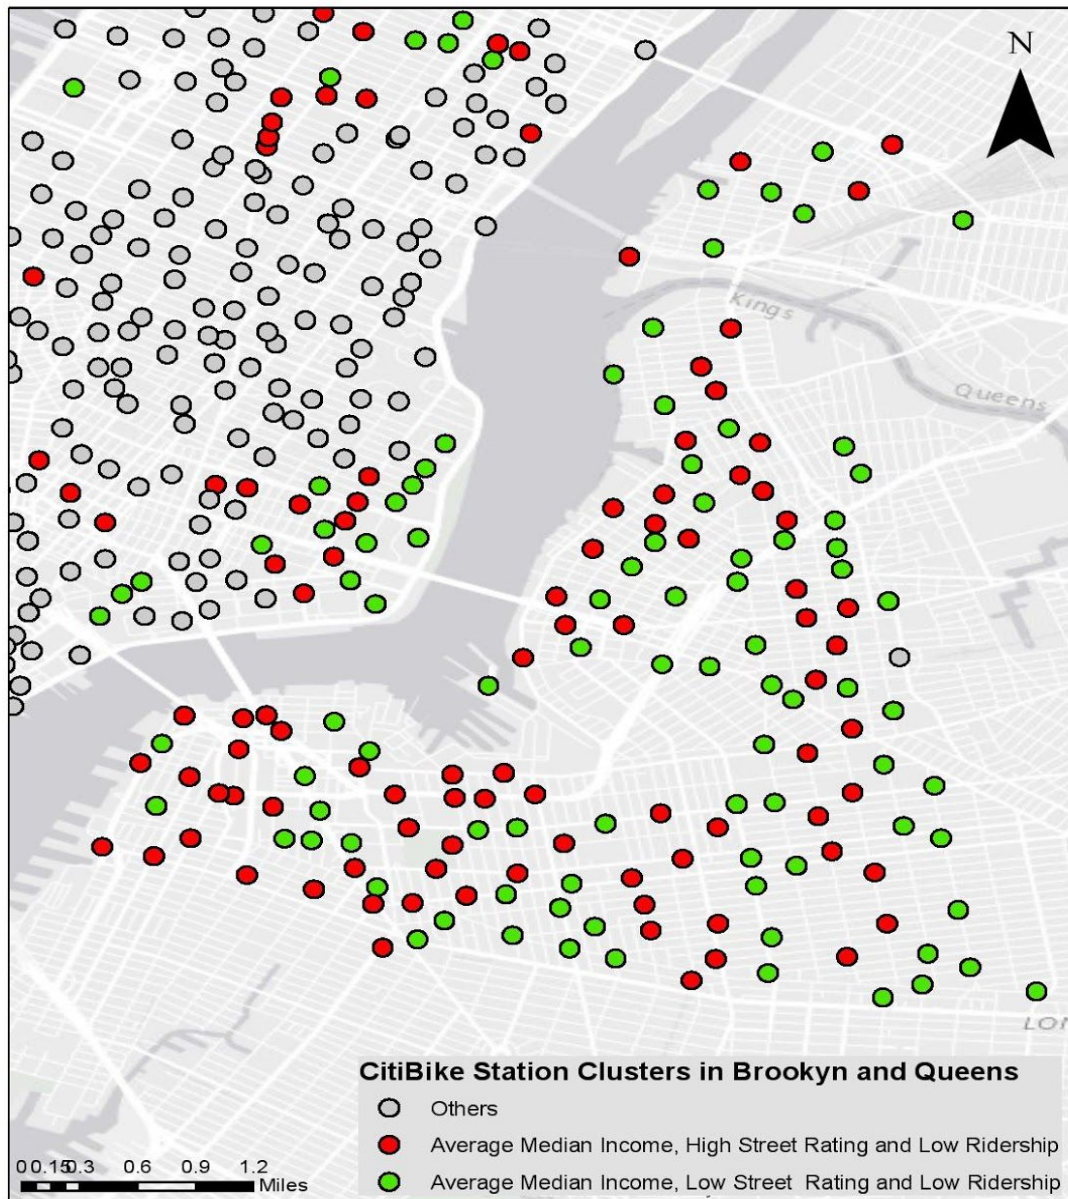 N
Kings
Queens
LON
CitiBike Station Clusters in Brookyn and Queens
Others
Average Median Income, High Street Rating and Low Ridership
Average Median Income, Low Street Rating and Low Ridership
0 0.15 0.3 0.6 0.9 1.2
Miles